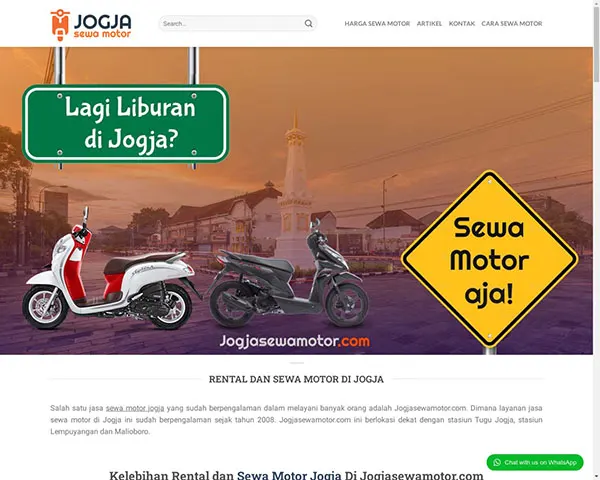 JOGJA
sewa motor
Search...
HARGA SEWA MOTOR
ARTIKEL
KONTAK
CARA SEWA MOTOR
Lagi Liburan
di Jogja?
Sewa
Motor
aja!
Jogjasewamotor.com
RENTAL DAN SEWA MOTOR DI JOGJA
Salah satu jasa sewa motor jogja yang sudah berpengalaman dalam melayani banyak orang adalah Jogjasewamotor.com. Dimana layanan jasa
sewa motor di Jogja ini sudah berpengalaman sejak tahun 2008. Jogjasewamotor.com ini berlokasi dekat dengan stasiun Tugu Jogja, stasiun
Lempuyangan dan Malioboro.
Chat with us on WhatsApp
Kelebihan Rental dan Sewa Motor Jogja Di Jogjasewamotor.com